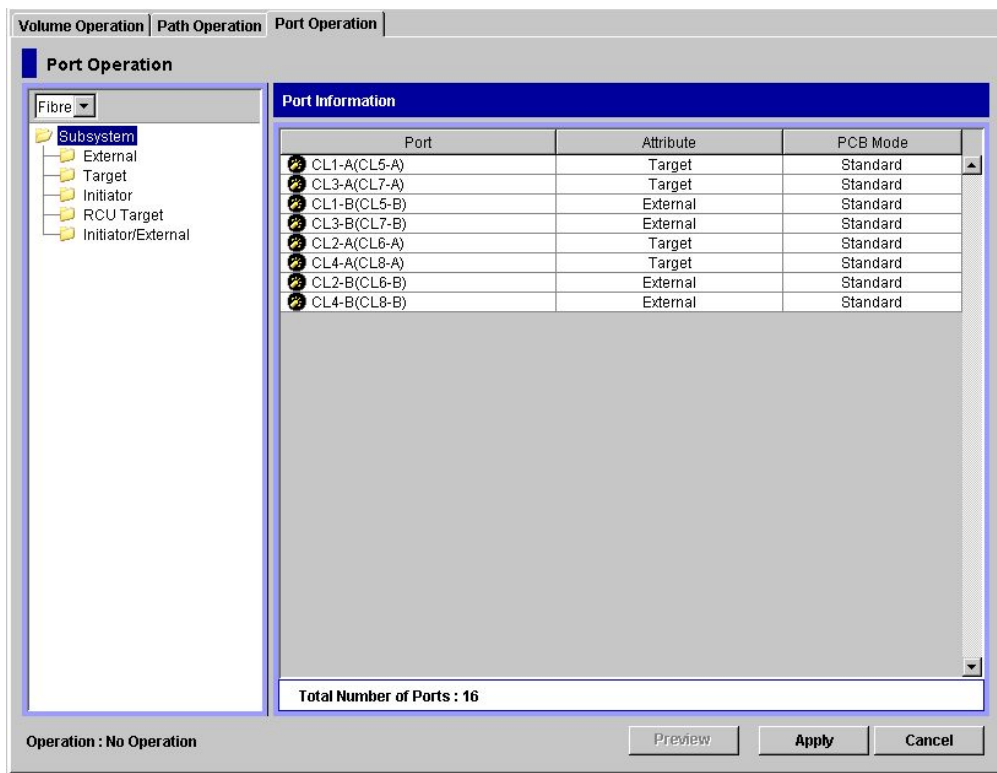 Volume Operation Path Operation Port Operation
Port Operation
Fibre
Subsystem
External
Target
Initiator
RCU Target
Initiator/External
Port Information
Port Attribute PCB Mode
CL1-A(CL5-A) Target Standard
CL3-A(CL7-A) Target Standard
CL1-B(CL5-B) External Standard
CL3-B(CL7-B) External Standard
CL2-A(CL6-A) Target Standard
CL4-A(CL8-A) Target Standard
CL2-B(CL6-B) External Standard
CL4-B(CL8-B) External Standard
Total Number of Ports : 16
Operation : No Operation
Preview Apply Cancel